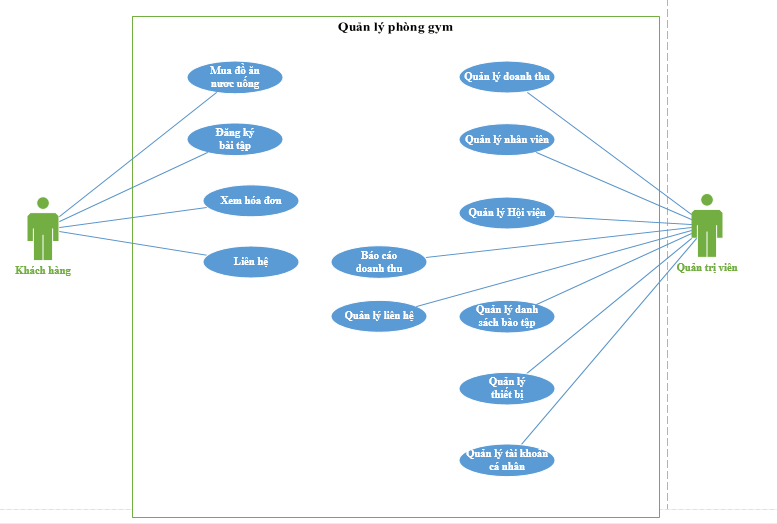 Quản lý phòng gym
Mua đồ ăn
nươc uống
Đăng ký
bài tập
Xem hóa đơn
Liên hệ
Khách hàng
Quản lý doanh thu
Quản lý nhân viên
Quản lý Hội viện
Báo cáo
doanh thu
Quản lý liên hệ
Quản lý danh
sách bào tập
Quản lý
thiết bị
Quản lý tài khoản
cá nhân
Quản trị viên